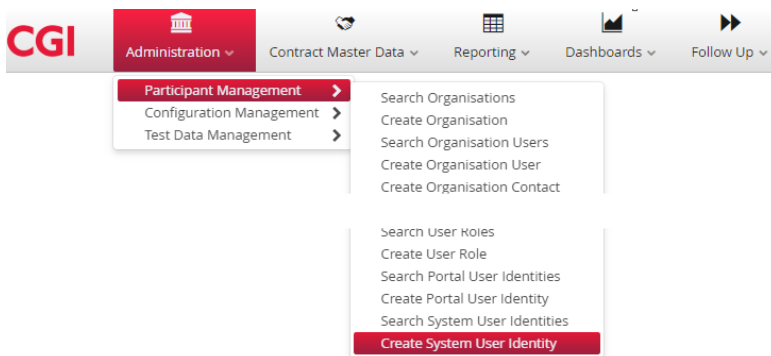 CGI
Administration
Contract Master Data
Reporting
Dashboards
Follow Up
Participant Management
Configuration Management
Test Data Management
Search Organisations
Create Organisation
Search Organisation Users
Create Organisation User
Create Organisation Contact
Search User Roles
Create User Role
Search Portal User Identities
Create Portal User Identity
Search System User Identities
Create System User Identity